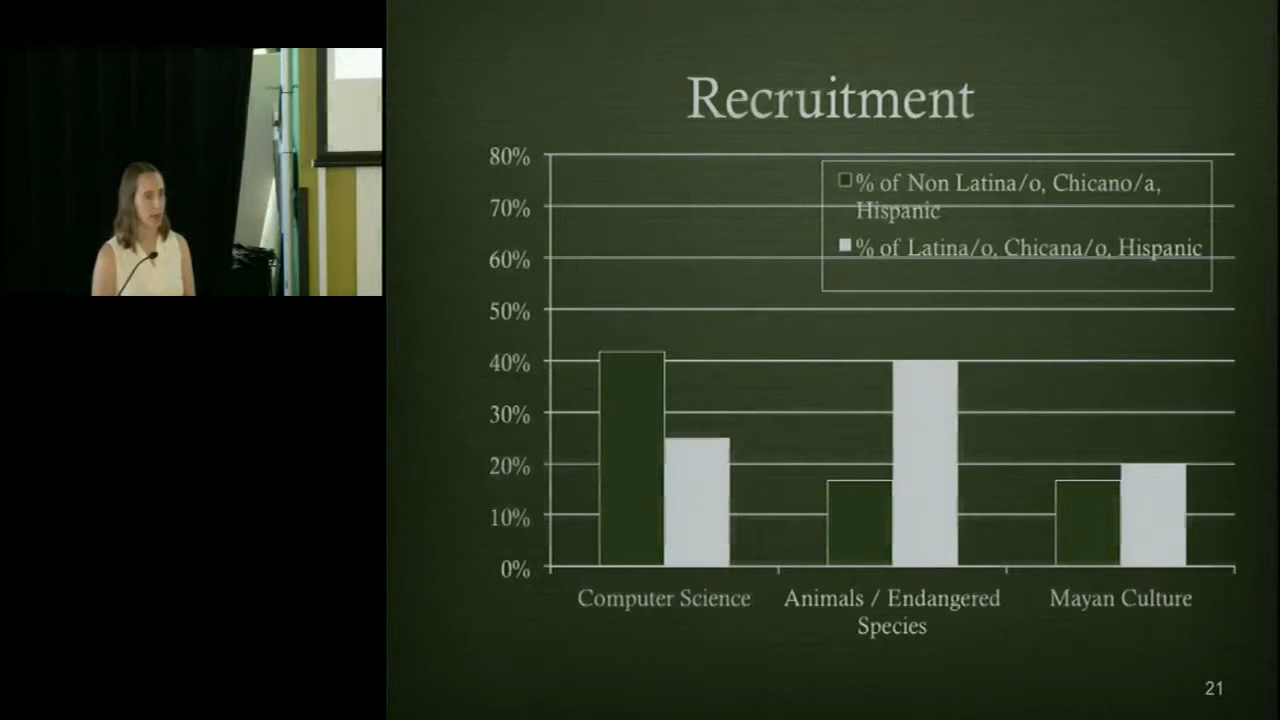 Recruitment
80%
70%
60%
50%
40%
30%
20%
10%
0%
% of Non Latina/o, Chicano/a,
Hispanic
% of Latina/o, Chicana/o, Hispanic
Computer Science
Animals / Endangered
Species
Mayan Culture
21